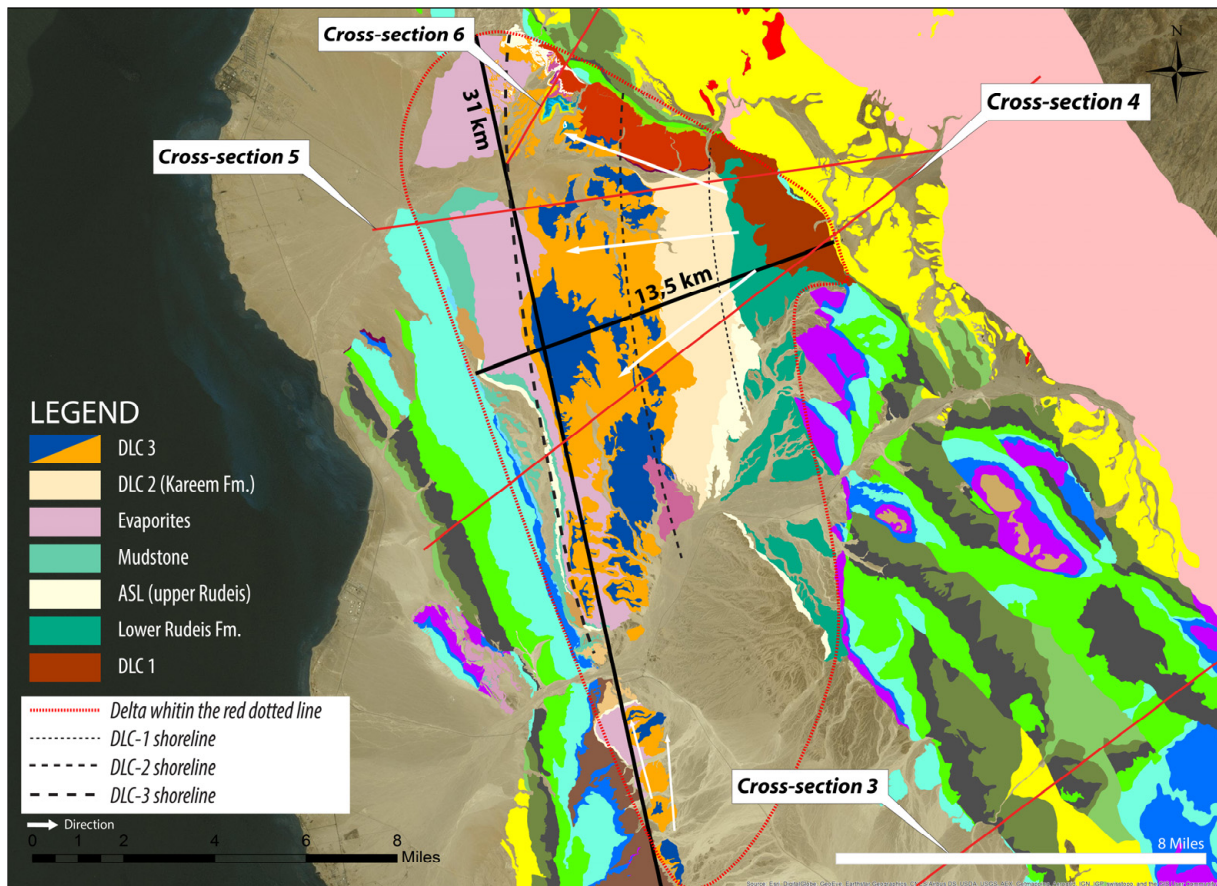 Cross-section 6
N
Cross-section 4
31 km
Cross-section 5
13,5 km
LEGEND
DLC 3
DLC 2 (Kareem Fm.)
Evaporites
Mudstone
ASL (upper Rudeis)
Lower Rudeis Fm.
DLC 1
Delta whitin the red dotted line
DLC-1 shoreline
DLC-2 shoreline
DLC-3 shoreline
Direction
Cross-section 3
0 1 2 4 6 8
Miles
8 Miles